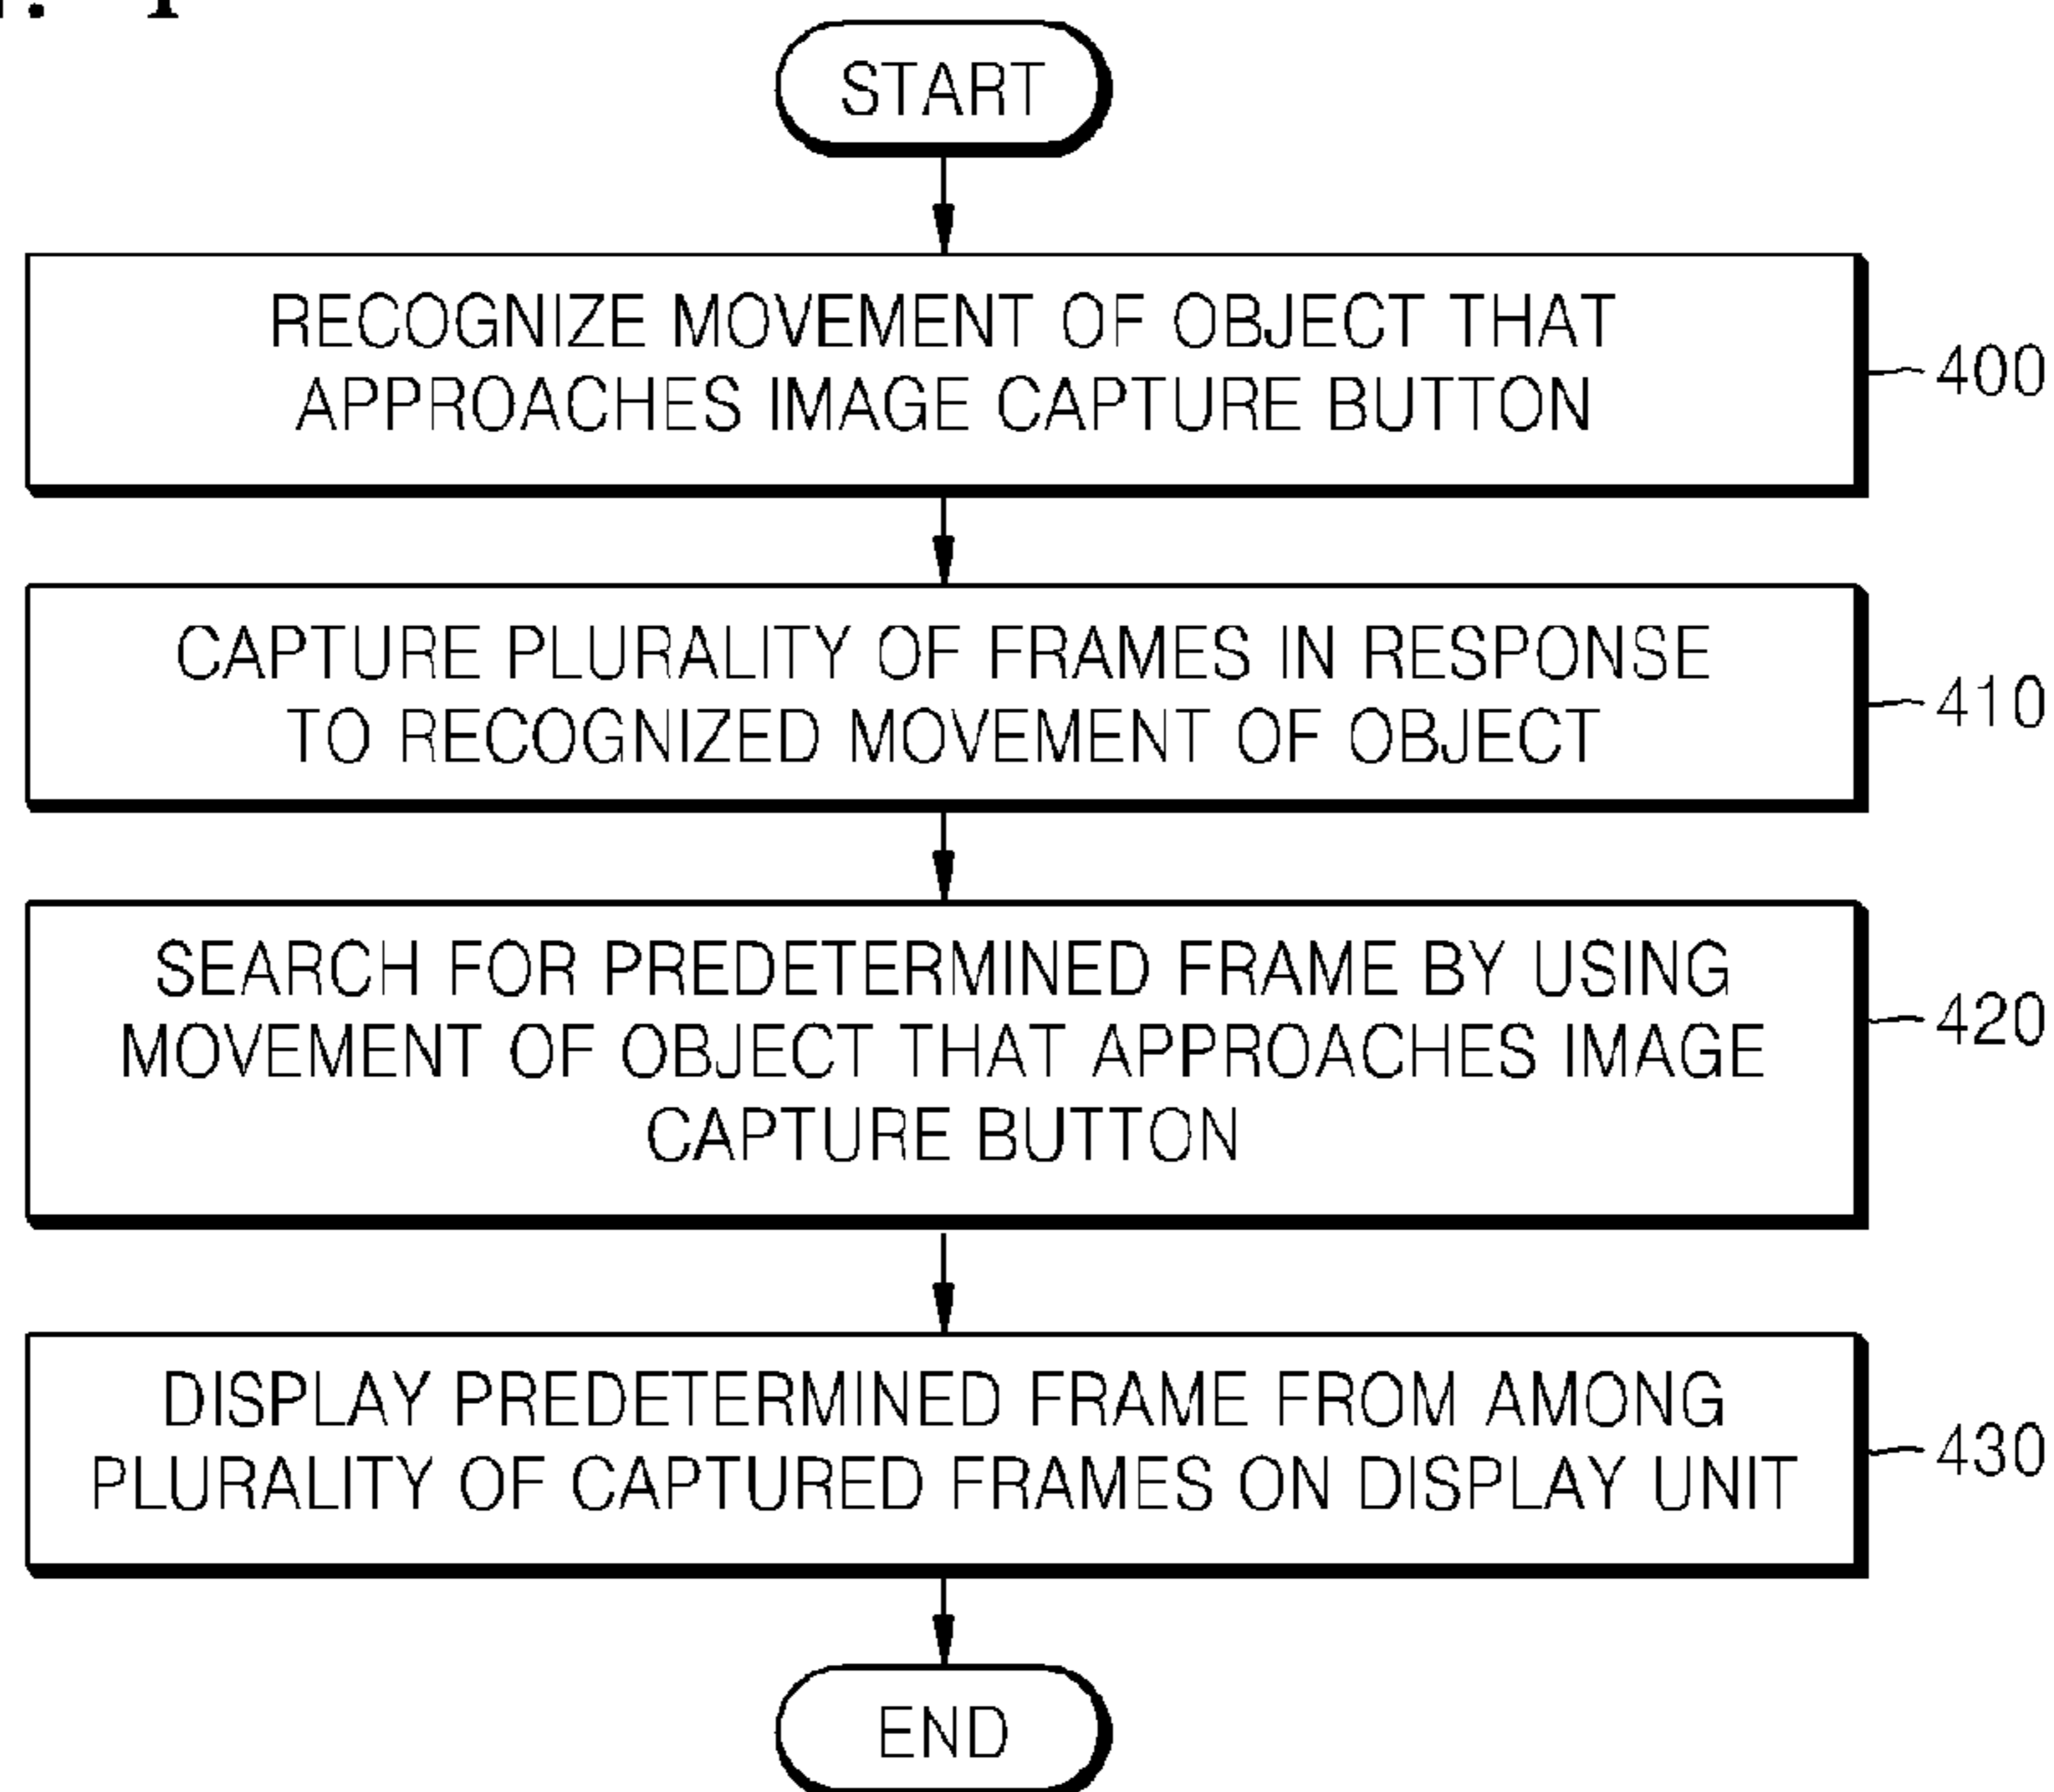 START
RECOGNIZE MOVEMENT OF OBJECT THAT
APPROACHES IMAGE CAPTURE BUTTON
400
CAPTURE PLURALITY OF FRAMES IN RESPONSE
TO RECOGNIZED MOVEMENT OF OBJECT
410
SEARCH FOR PREDETERMINED FRAME BY USING
MOVEMENT OF OBJECT THAT APPROACHES IMAGE
CAPTURE BUTTON
420
DISPLAY PREDETERMINED FRAME FROM AMONG
PLURALITY OF CAPTURED FRAMES ON DISPLAY UNIT
430
END